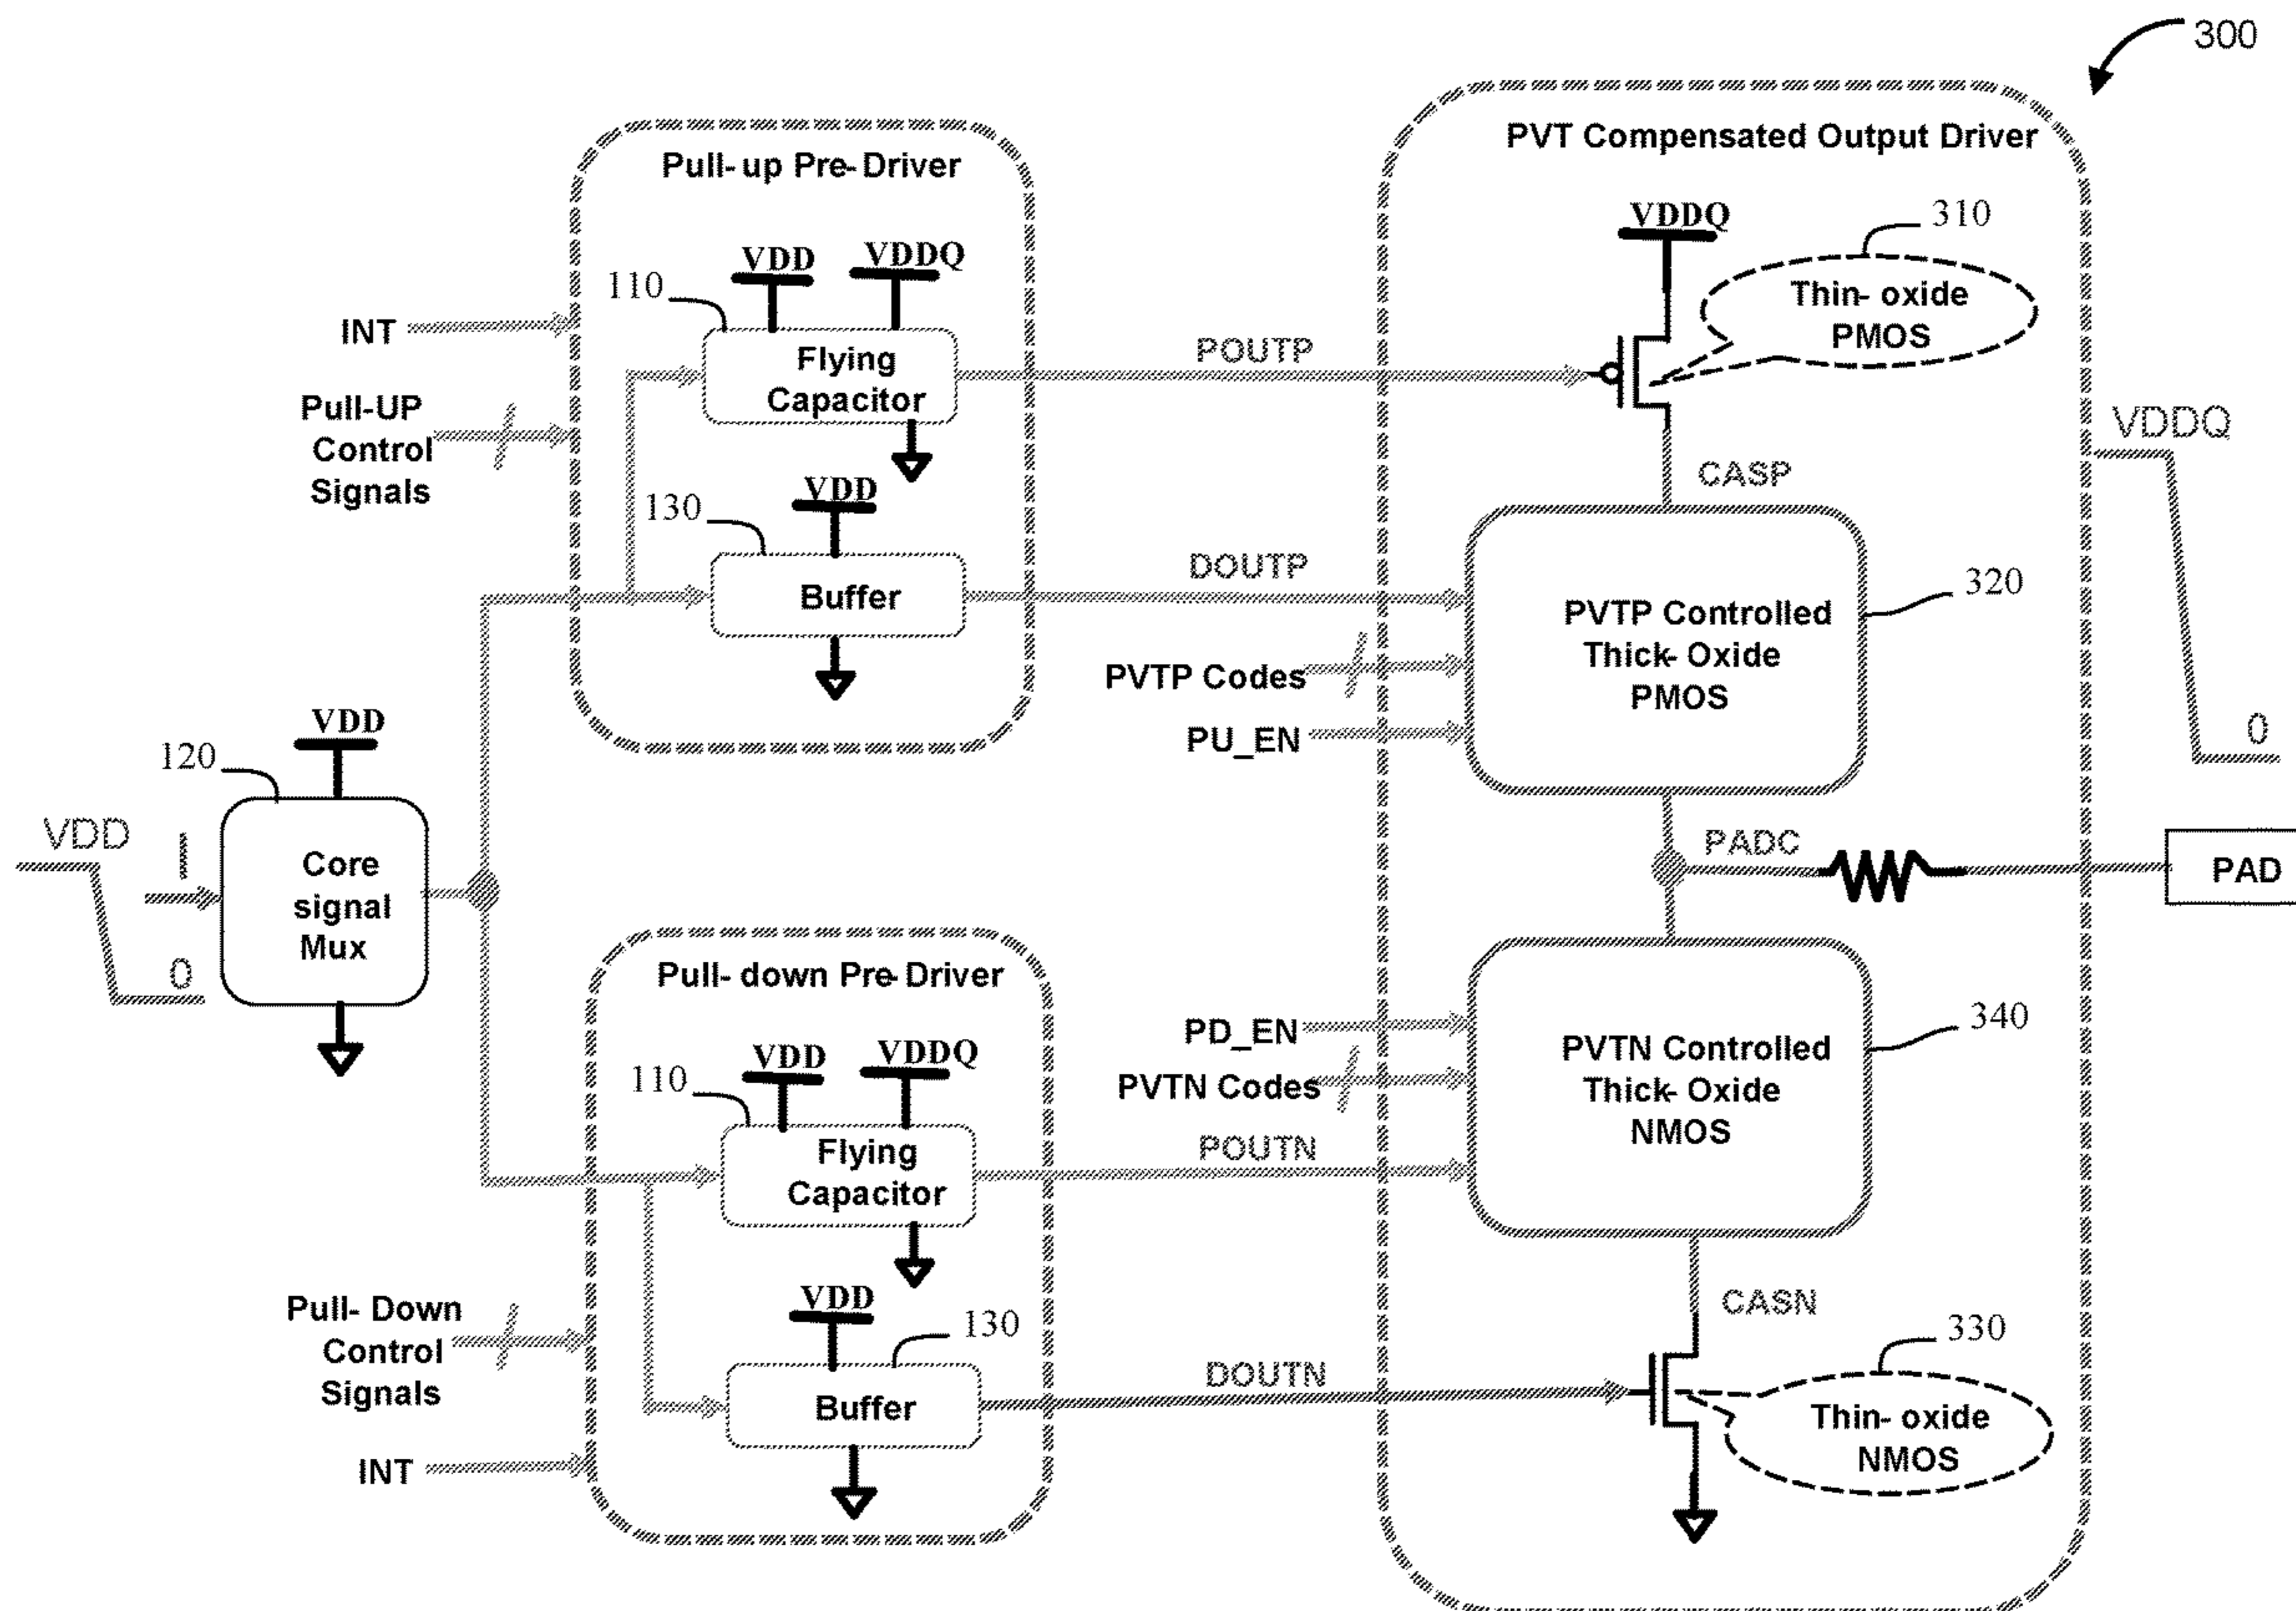 300
PVT Compensated Output Driver
Pull-up Pre-Driver
VDDQ
310
Thin-oxide
PMOS
VDD
VDDQ
110
INT
Flying
Capacitor
POUTP
Pull-UP
Control
Signals
VDDQ
CASP
VDD
130
DOUTP
Buffer
320
PVTP Controlled
Thick-Oxide
PMOS
PVTP Codes
PU_EN
0
VDD
120
VDD
1
Core
signal
Mux
0
PADC
PAD
Pull-down Pre-Driver
PD_EN
340
PVTN Controlled
Thick-Oxide
NMOS
VDD
VDDQ
110
PVTN Codes
Flying
Capacitor
POUTN
Pull-Down
Control
Signals
VDD
130
CASN
330
DOUTN
Buffer
Thin-oxide
NMOS
INT